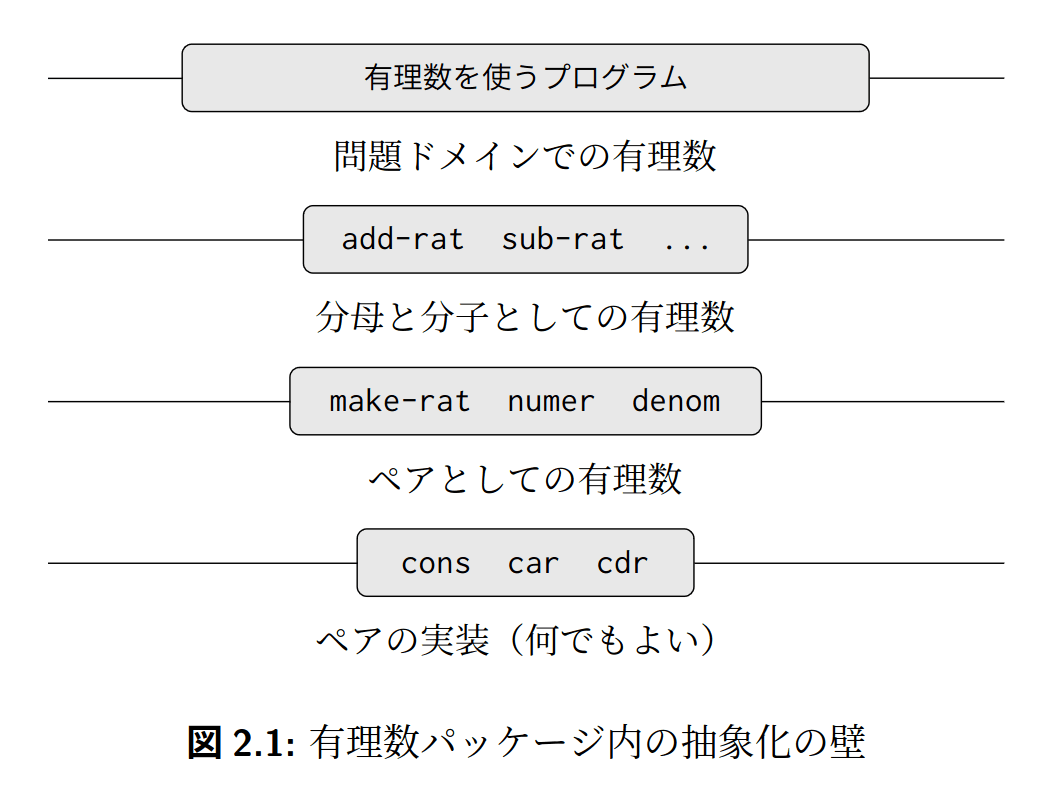 有理数を使うプログラム
問題ドメインでの有理数
add-rat sub-rat ...
分母と分子としての有理数
make-rat numer denom
ペアとしての有理数
cons car cdr
ペアの実装（何でもよい）
図 2.1: 有理数パッケージ内の抽象化の壁